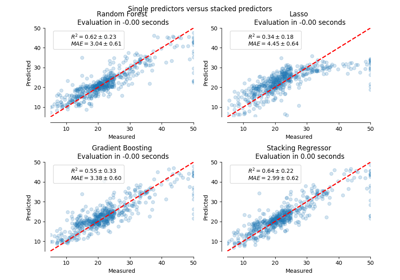 Single predictors versus stacked predictors
Random Forest
Evaluation in -0.00 seconds
R² = 0.62 ± 0.23
MAE = 3.04 ± 0.61
Predicted
50
40
30
20
10
10 20 30 40 50
Measured
Lasso
Evaluation in -0.00 seconds
R² = 0.34 ± 0.18
MAE = 4.45 ± 0.64
Predicted
50
40
30
20
10
10 20 30 40 50
Measured
Gradient Boosting
Evaluation in -0.00 seconds
R² = 0.55 ± 0.33
MAE = 3.38 ± 0.60
Predicted
50
40
30
20
10
10 20 30 40 50
Measured
Stacking Regressor
Evaluation in 0.00 seconds
R² = 0.64 ± 0.22
MAE = 2.99 ± 0.62
Predicted
50
40
30
20
10
10 20 30 40 50
Measured